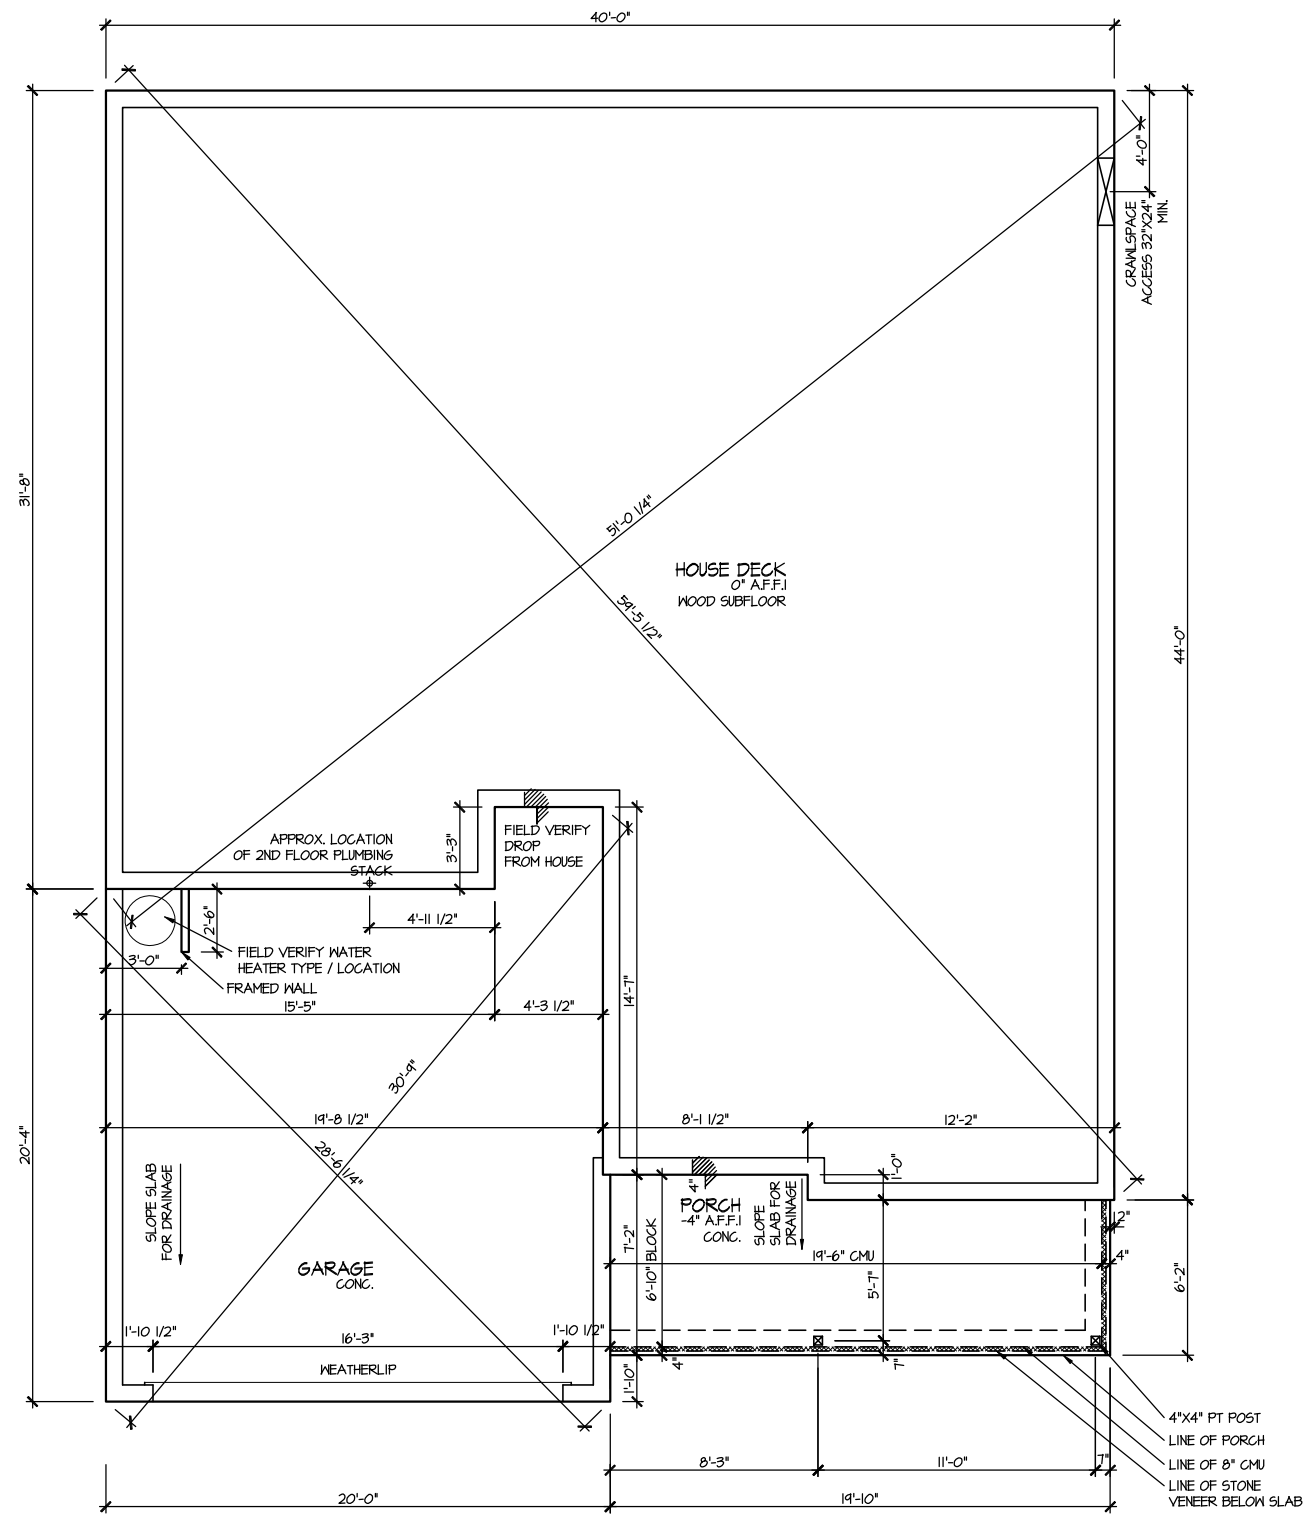 40'-0"
4'-0"
CRAWLSPACE
ACCESS 32"X24"
MIN.
31'-8"
51'-0 1/4"
HOUSE DECK
0" A.F.F.I
WOOD SUBFLOOR
59'-5 1/2"
44'-0"
APPROX. LOCATION
OF 2ND FLOOR PLUMBING
STACK
3'-3"
FIELD VERIFY
DROP
FROM HOUSE
2'-6"
4'-11 1/2"
FIELD VERIFY WATER
HEATER TYPE / LOCATION
3'-0"
FRAMED WALL
15'-5"
4'-3 1/2"
14'-7"
30'-9"
19'-8 1/2"
8'-1 1/2"
12'-2"
20'-4"
28'-6 1/4"
SLOPE SLAB
FOR DRAINAGE
1'-0"
4"
PORCH
-4" A.F.F.I
CONC.
SLOPE
SLAB FOR
DRAINAGE
2"
7'-2"
6'-10" BLOCK
19'-6" CMU
4"
GARAGE
CONC.
5'-7"
6'-2"
1'-10 1/2"
16'-3"
1'-10 1/2"
WEATHERLIP
4"
7"
1'-10"
4"X4" PT POST
LINE OF PORCH
LINE OF 8" CMU
LINE OF STONE
VENEER BELOW SLAB
8'-3"
11'-0"
7"
20'-0"
19'-10"